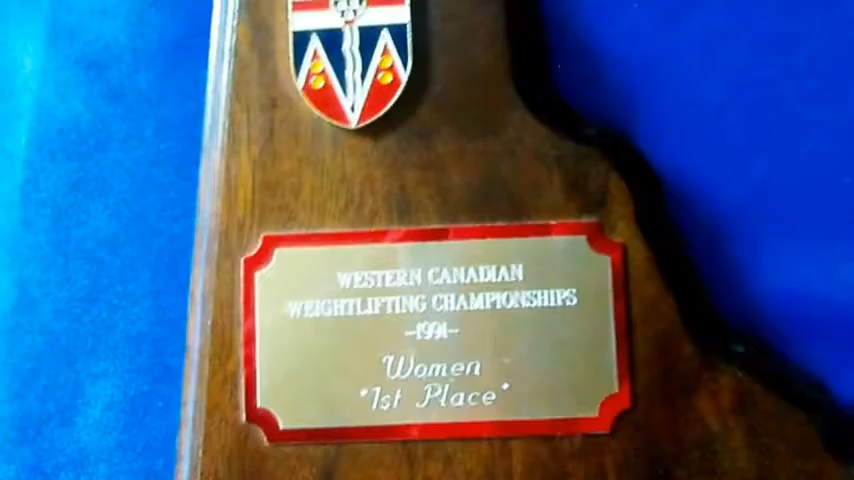 WESTERN CANADIAN
WEIGHTLIFTING CHAMPIONSHIPS
-1991-
Women
"1st Place"